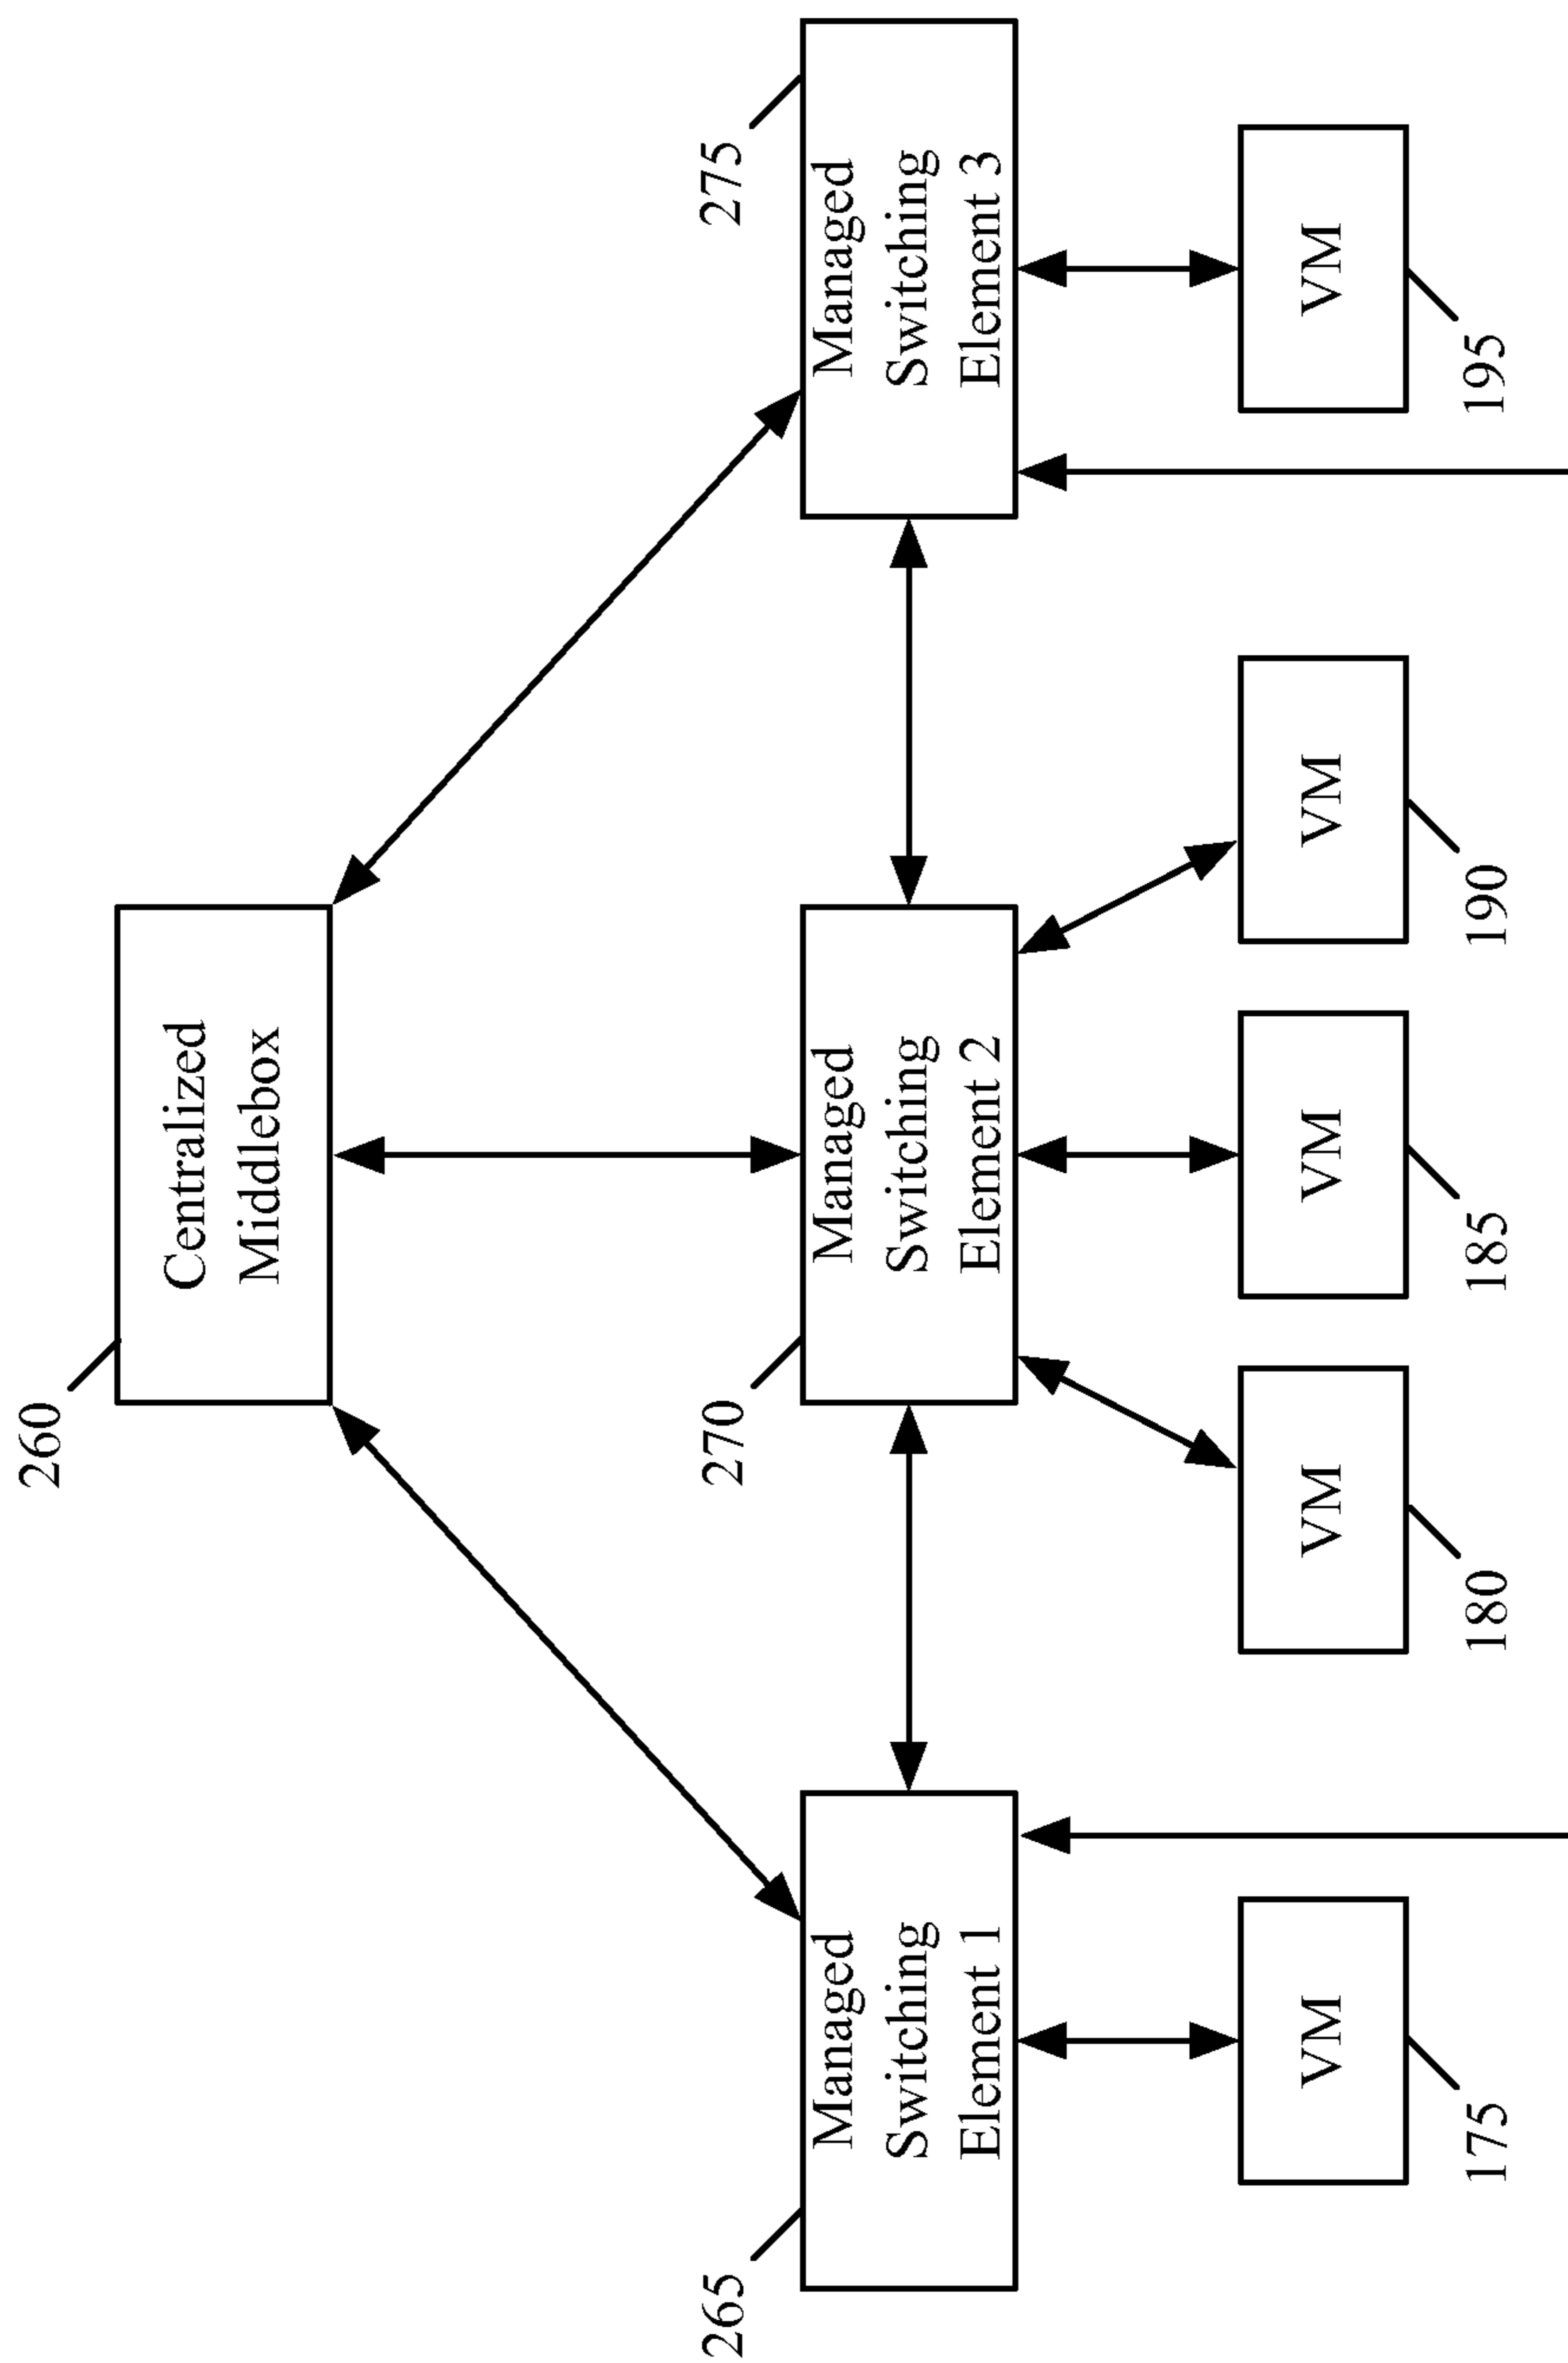 260
Centralized
Middlebox
265
Managed
Switching
Element 1
270
Managed
Switching
Element 2
275
Managed
Switching
Element 3
VM
175
VM
180
VM
185
VM
190
VM
195